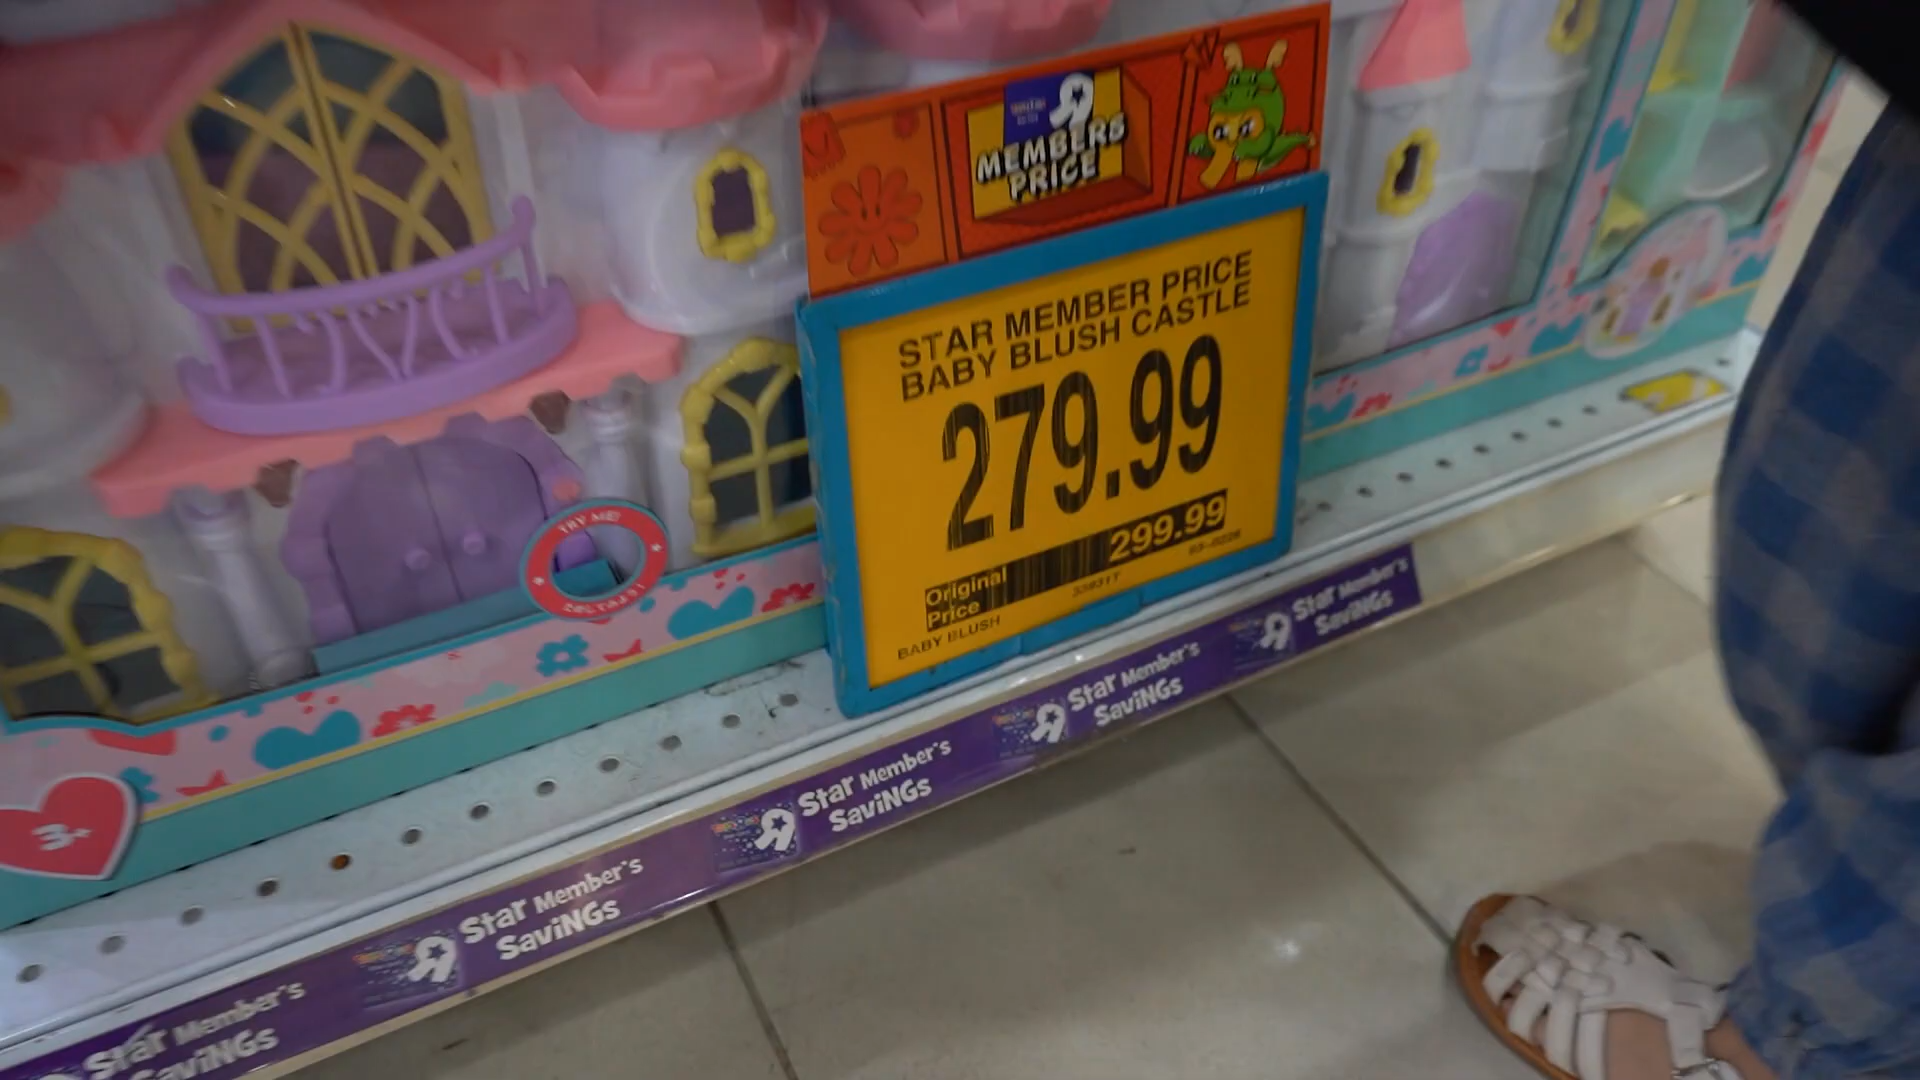 MEMBERS
PRICE
STAR MEMBER PRICE
BABY BLUSH CASTLE
279.99
Original
Price
299.99
BABY BLUSH
TRY ME!
3+
Star Member's
SaviNGs
Star Member's
SaviNGs
Star Member's
SaviNGs
Star Member's
SaviNGs
Star Member's
SaviNGs